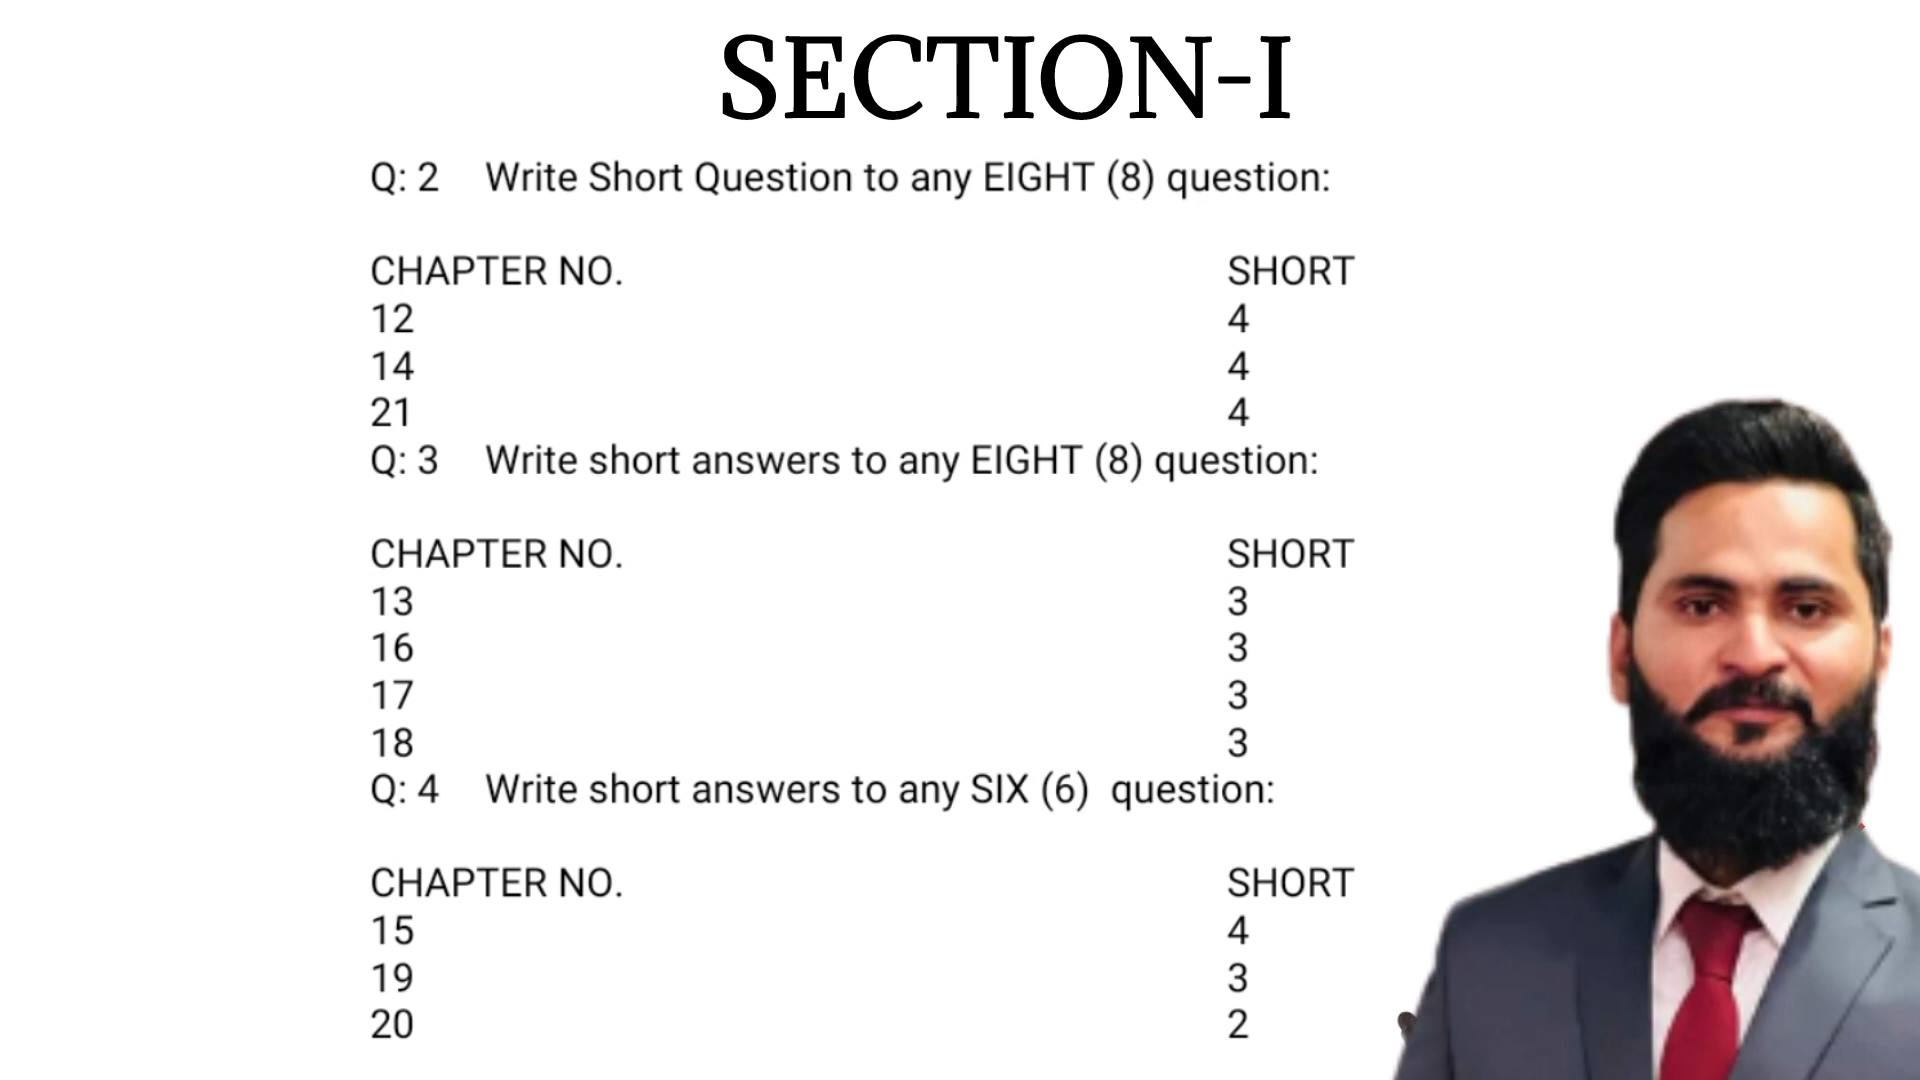 SECTION-I
Q: 2 Write Short Question to any EIGHT (8) question:
CHAPTER NO. SHORT
12 4
14 4
21 4
Q: 3 Write short answers to any EIGHT (8) question:
CHAPTER NO. SHORT
13 3
16 3
17 3
18 3
Q: 4 Write short answers to any SIX (6) question:
CHAPTER NO. SHORT
15 4
19 3
20 2